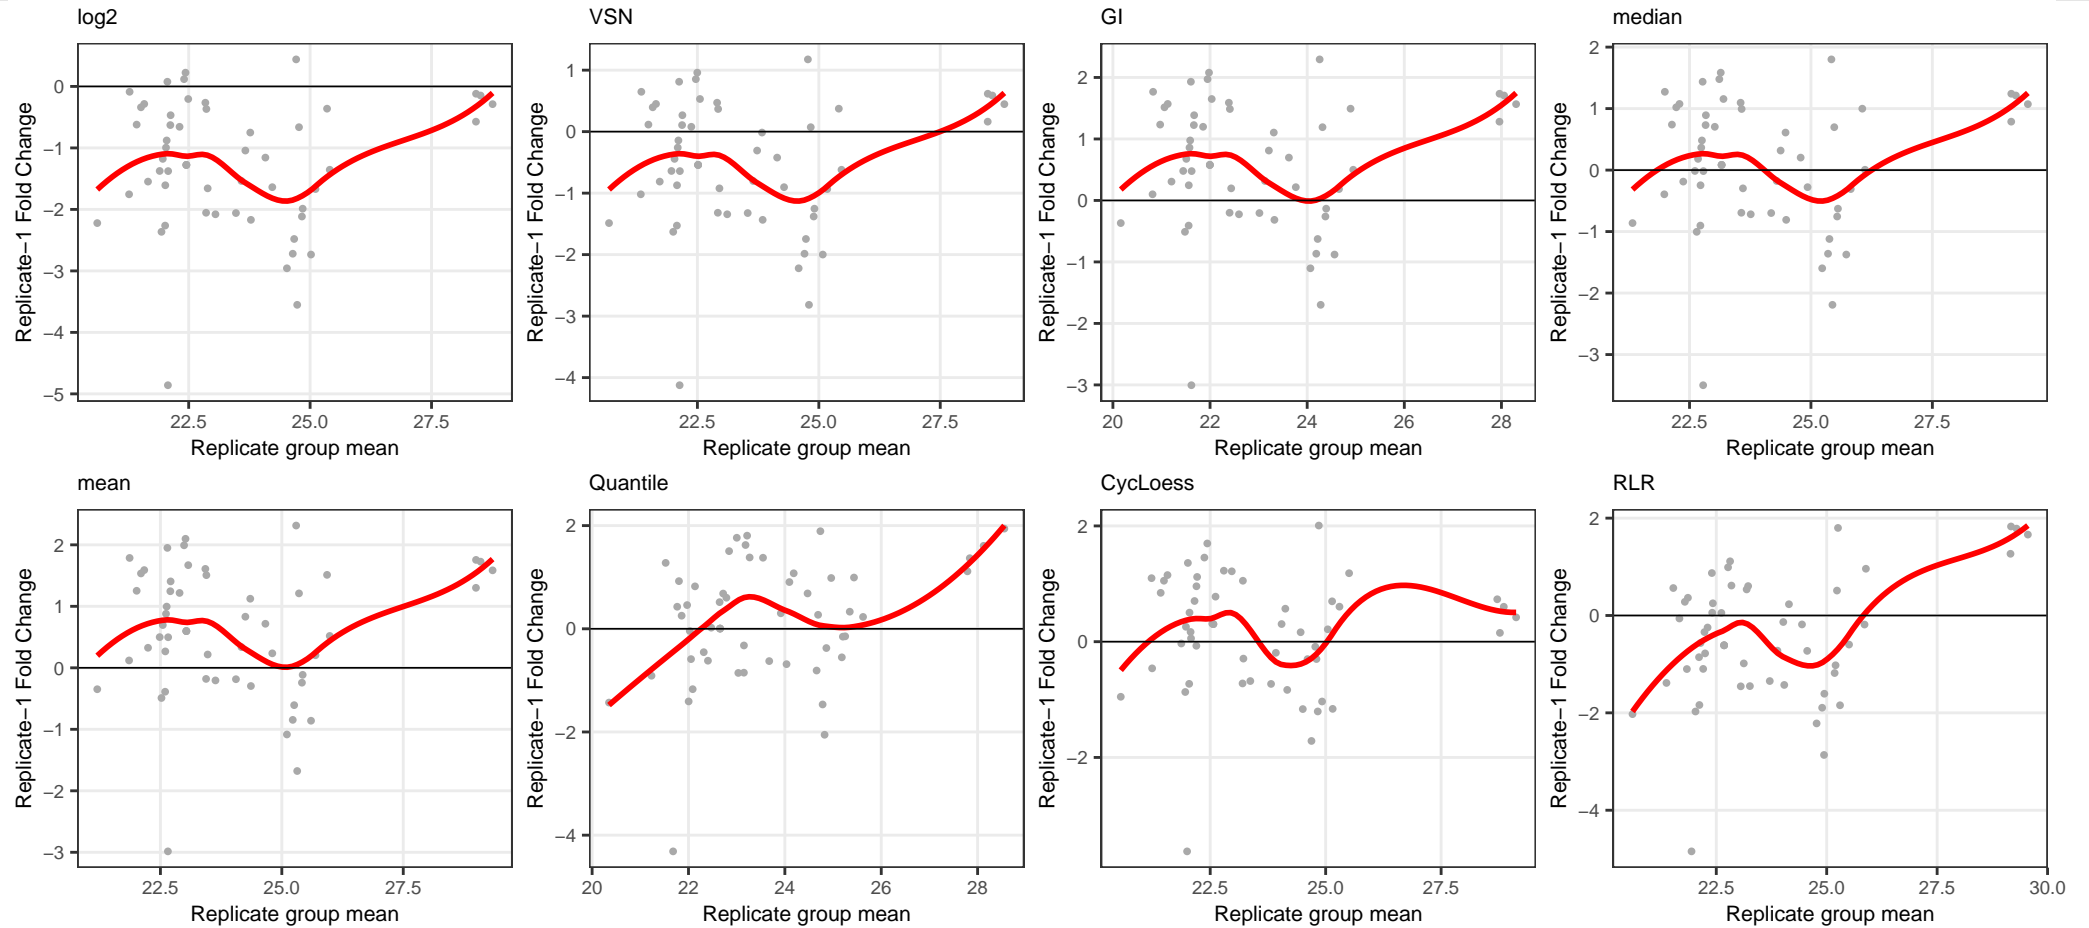 log2
VSN
GI
median
Replicate−1 Fold Change
0
−1
−2
−3
−4
−5
22.5 25.0 27.5
Replicate group mean
Replicate−1 Fold Change
1
0
−1
−2
−3
−4
22.5 25.0 27.5
Replicate group mean
Replicate−1 Fold Change
2
1
0
−1
−2
−3
20 22 24 26 28
Replicate group mean
Replicate−1 Fold Change
2
1
0
−1
−2
−3
22.5 25.0 27.5
Replicate group mean
mean
Quantile
CycLoess
RLR
Replicate−1 Fold Change
2
1
0
−1
−2
−3
22.5 25.0 27.5
Replicate group mean
Replicate−1 Fold Change
2
0
−2
−4
20 22 24 26 28
Replicate group mean
Replicate−1 Fold Change
2
0
−2
22.5 25.0 27.5
Replicate group mean
Replicate−1 Fold Change
2
0
−2
−4
22.5 25.0 27.5 30.0
Replicate group mean